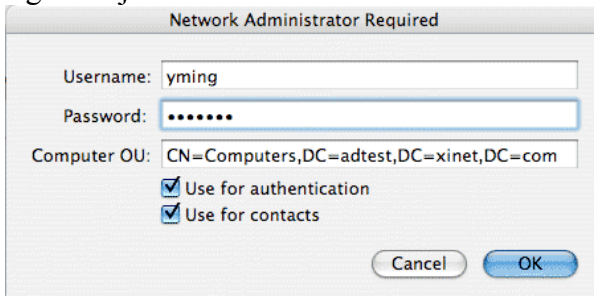 Network Administrator Required
Username: yming
Password: •••••••
Computer OU: CN=Computers,DC=adtest,DC=xinet,DC=com
Use for authentication
Use for contacts
Cancel OK